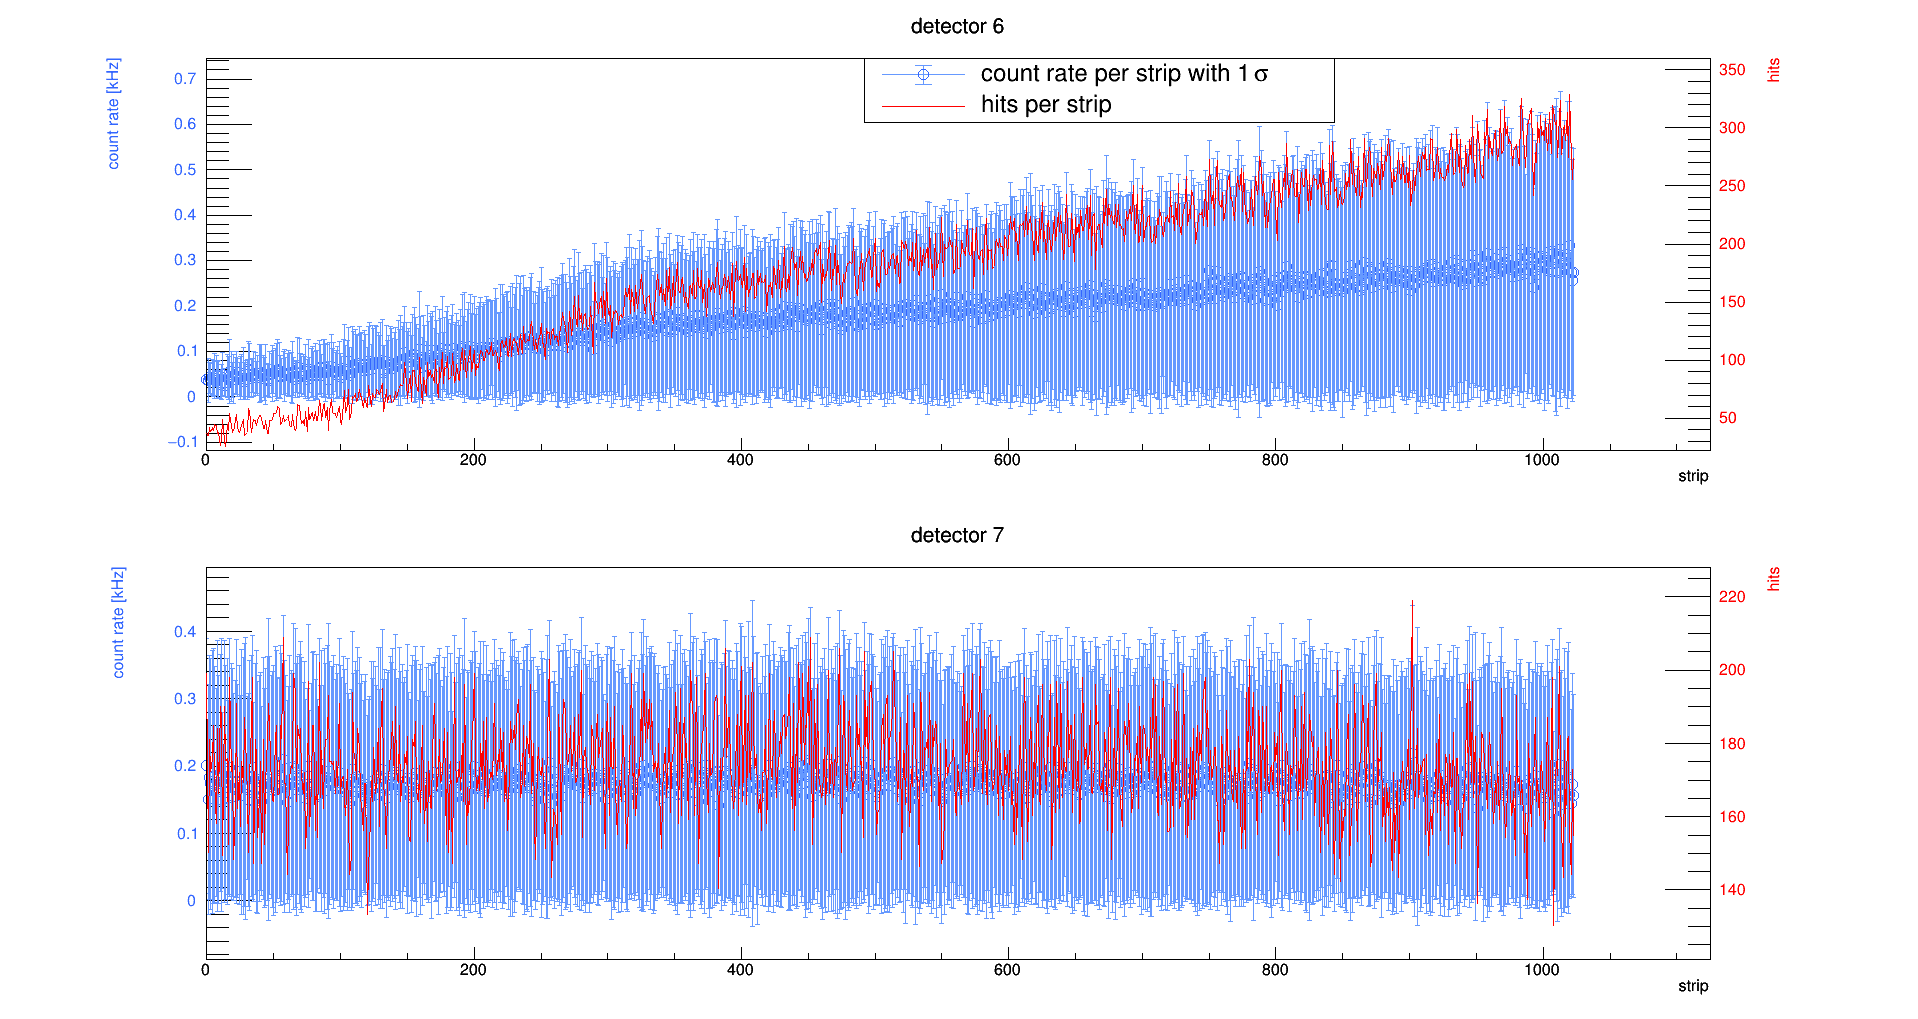 detector 6
count rate [kHz]
hits
count rate per strip with 1 σ
hits per strip
0.7
0.6
0.5
0.4
0.3
0.2
0.1
0
−0.1
350
300
250
200
150
100
50
0 200 400 600 800 1000
strip
detector 7
count rate [kHz]
hits
0.4
0.3
0.2
0.1
0
220
200
180
160
140
0 200 400 600 800 1000
strip